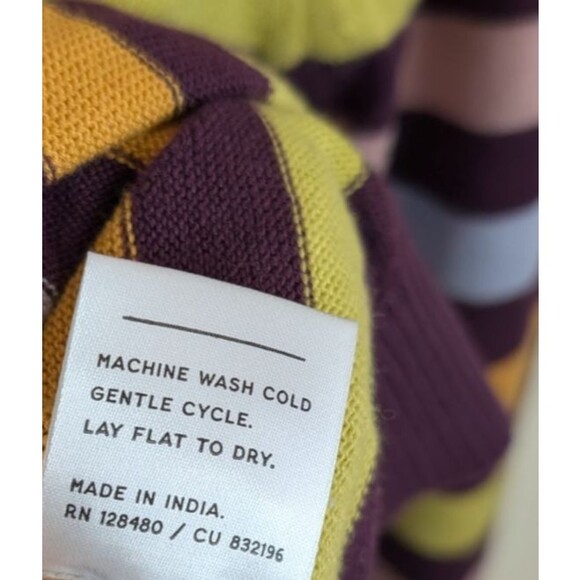 MACHINE WASH COLD
GENTLE CYCLE.
LAY FLAT TO DRY.
MADE IN INDIA.
RN 128480 / CU 832196